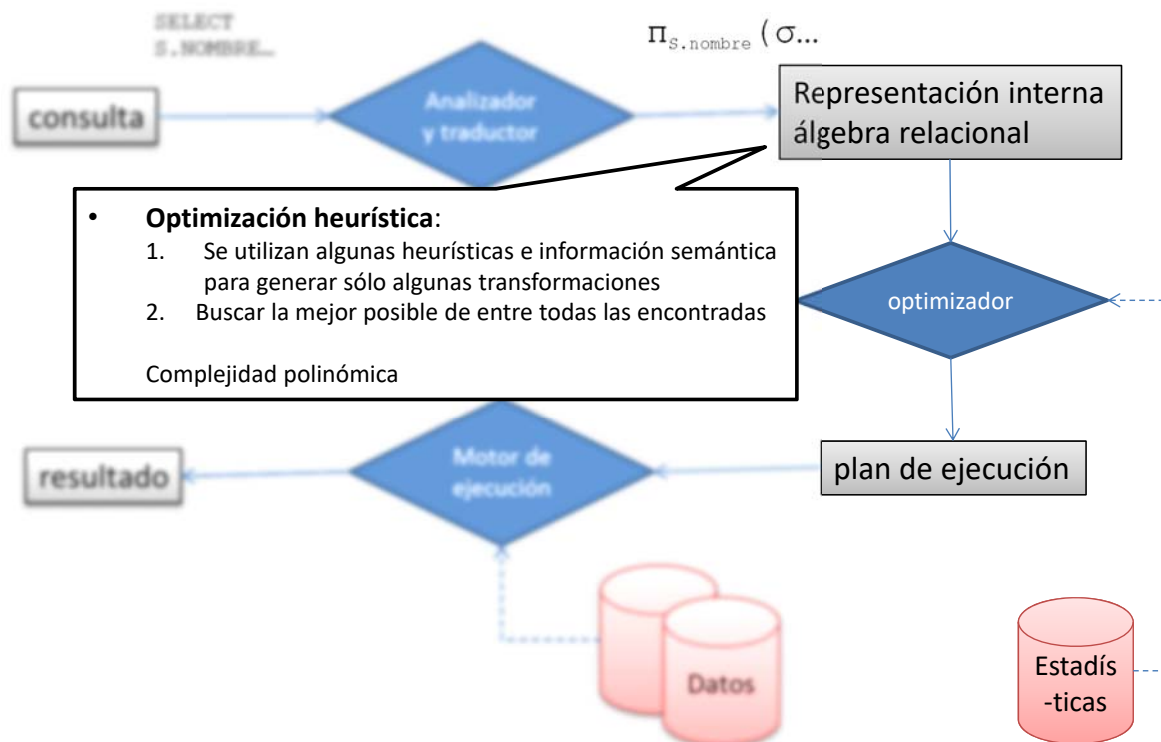 SELECT
S.NOMBRE…
Π S.nombre (σ…
consulta
Analizador
y traductor
Representación interna
álgebra relacional
• Optimización heurística:
1. Se utilizan algunas heurísticas e información semántica
para generar sólo algunas transformaciones
2. Buscar la mejor posible de entre todas las encontradas
Complejidad polinómica
optimizador
resultado
Motor de
ejecución
plan de ejecución
Datos
Estadís
-ticas